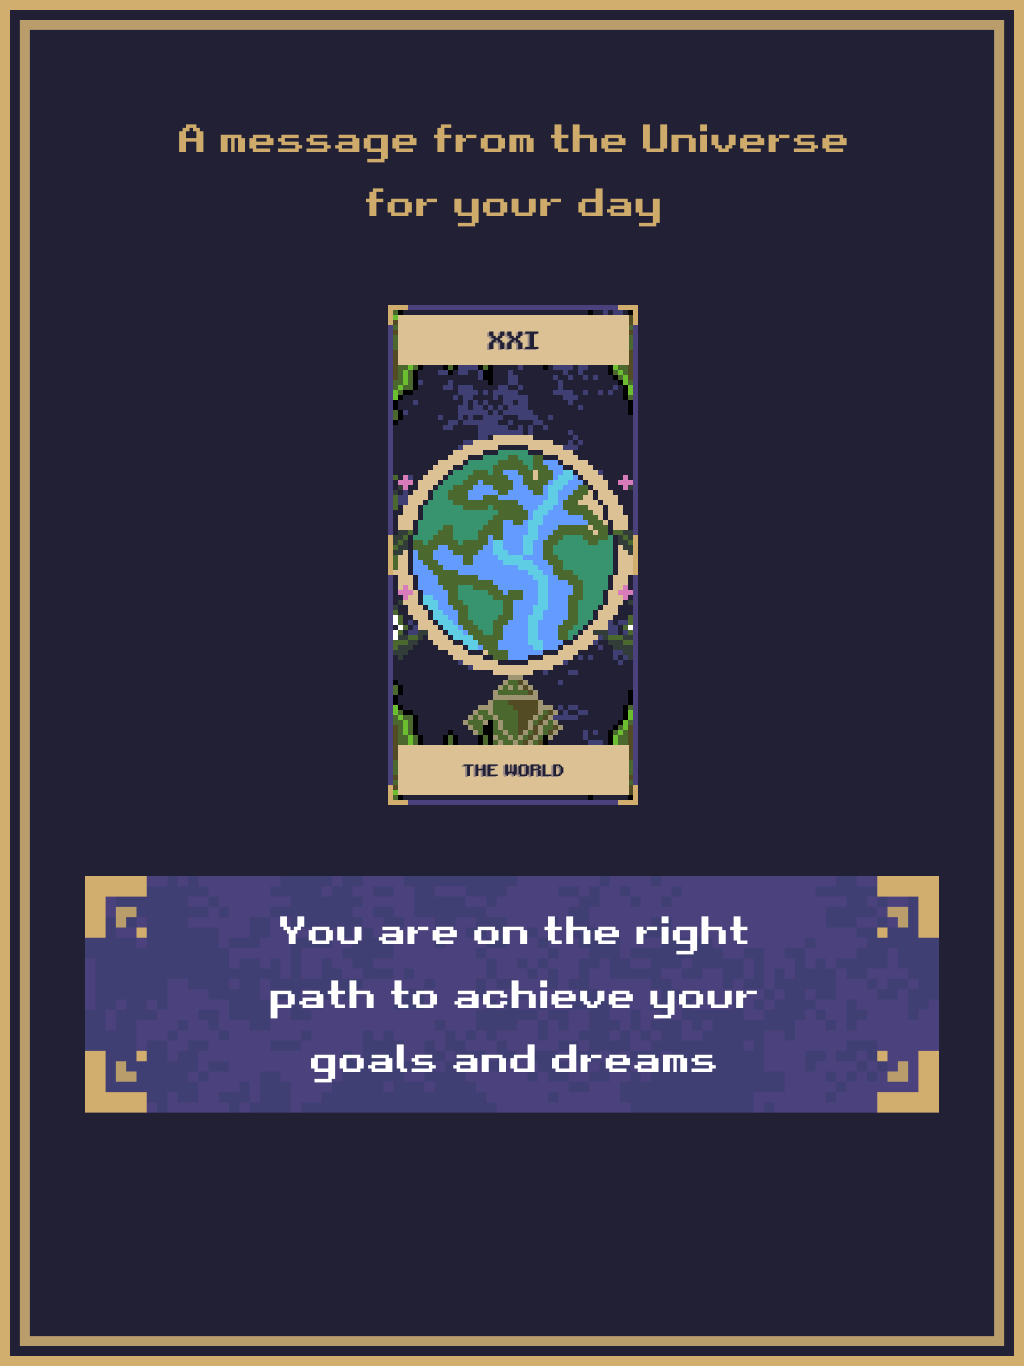 A message from the Universe
for your day
XXI
THE WORLD
You are on the right
path to achieve your
goals and dreams